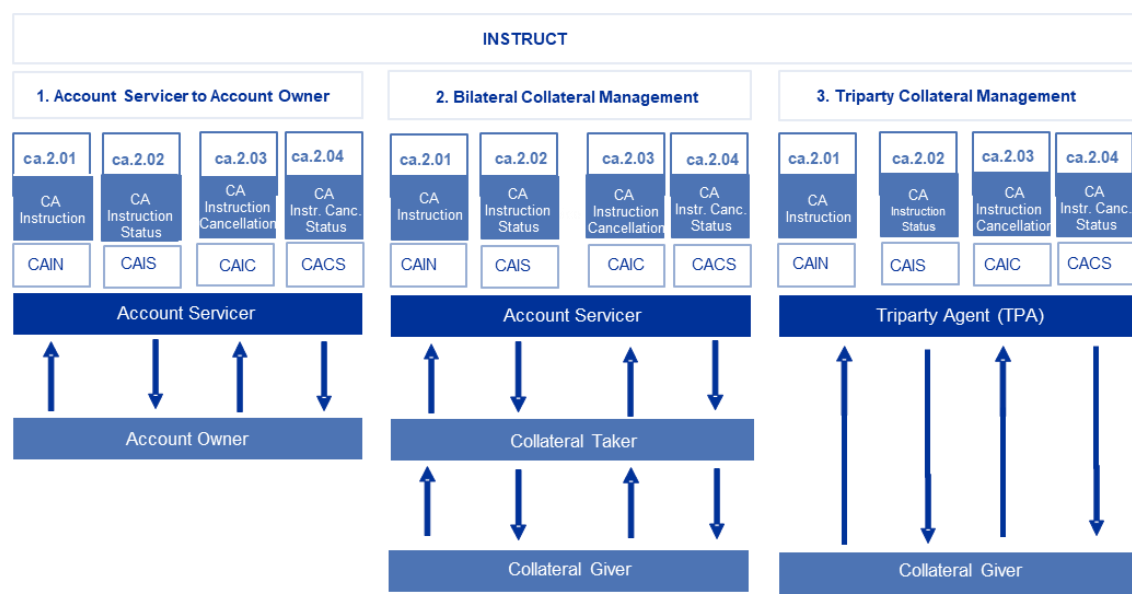 INSTRUCT
1. Account Servicer to Account Owner
2. Bilateral Collateral Management
3. Triparty Collateral Management
ca.2.01
ca.2.02
ca.2.03
ca.2.04
ca.2.01
ca.2.02
ca.2.03
ca.2.04
ca.2.01
ca.2.02
ca.2.03
ca.2.04
CA
Instruction
CA
Instruction
Status
CA
Instruction
Cancellation
CA
Instr. Canc.
Status
CA
Instruction
CA
Instruction
Status
CA
Instruction
Cancellation
CA
Instr. Canc.
Status
CA
Instruction
CA
Instruction
Status
CA
Instruction
Cancellation
CA
Instr. Canc.
Status
CAIN
CAIS
CAIC
CACS
CAIN
CAIS
CAIC
CACS
CAIN
CAIS
CAIC
CACS
Account Servicer
Account Servicer
Triparty Agent (TPA)
Account Owner
Collateral Taker
Collateral Giver
Collateral Giver